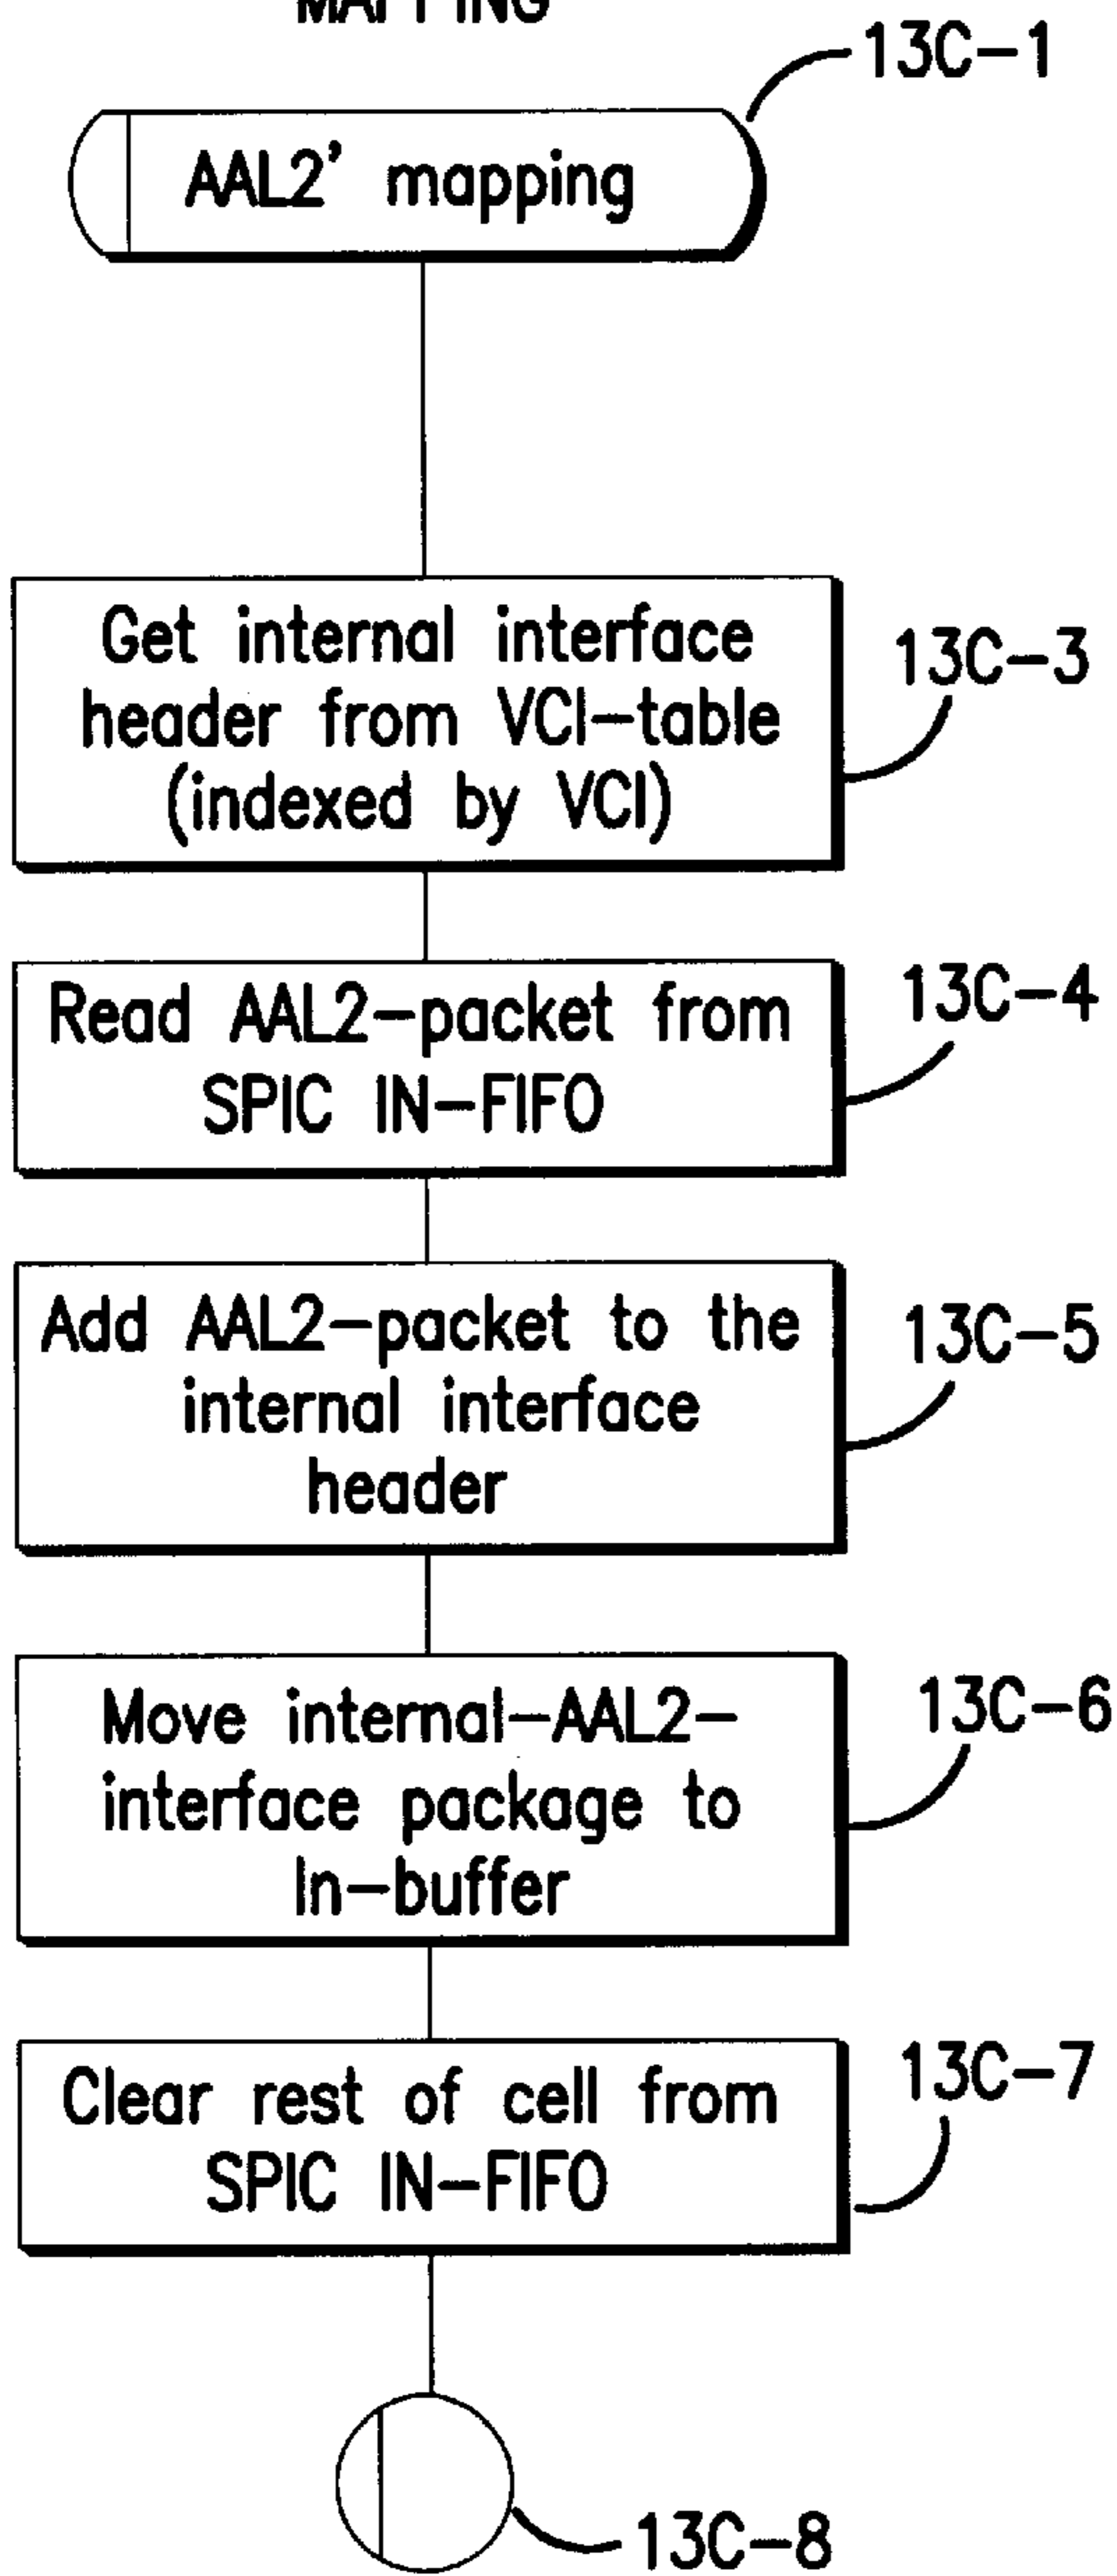 MAPPING
13C-1
AAL2' mapping
Get internal interface
header from VCI-table
(indexed by VCI)
13C-3
Read AAL2-packet from
SPIC IN-FIFO
13C-4
Add AAL2-packet to the
internal interface
header
13C-5
Move internal-AAL2-
interface package to
In-buffer
13C-6
Clear rest of cell from
SPIC IN-FIFO
13C-7
13C-8